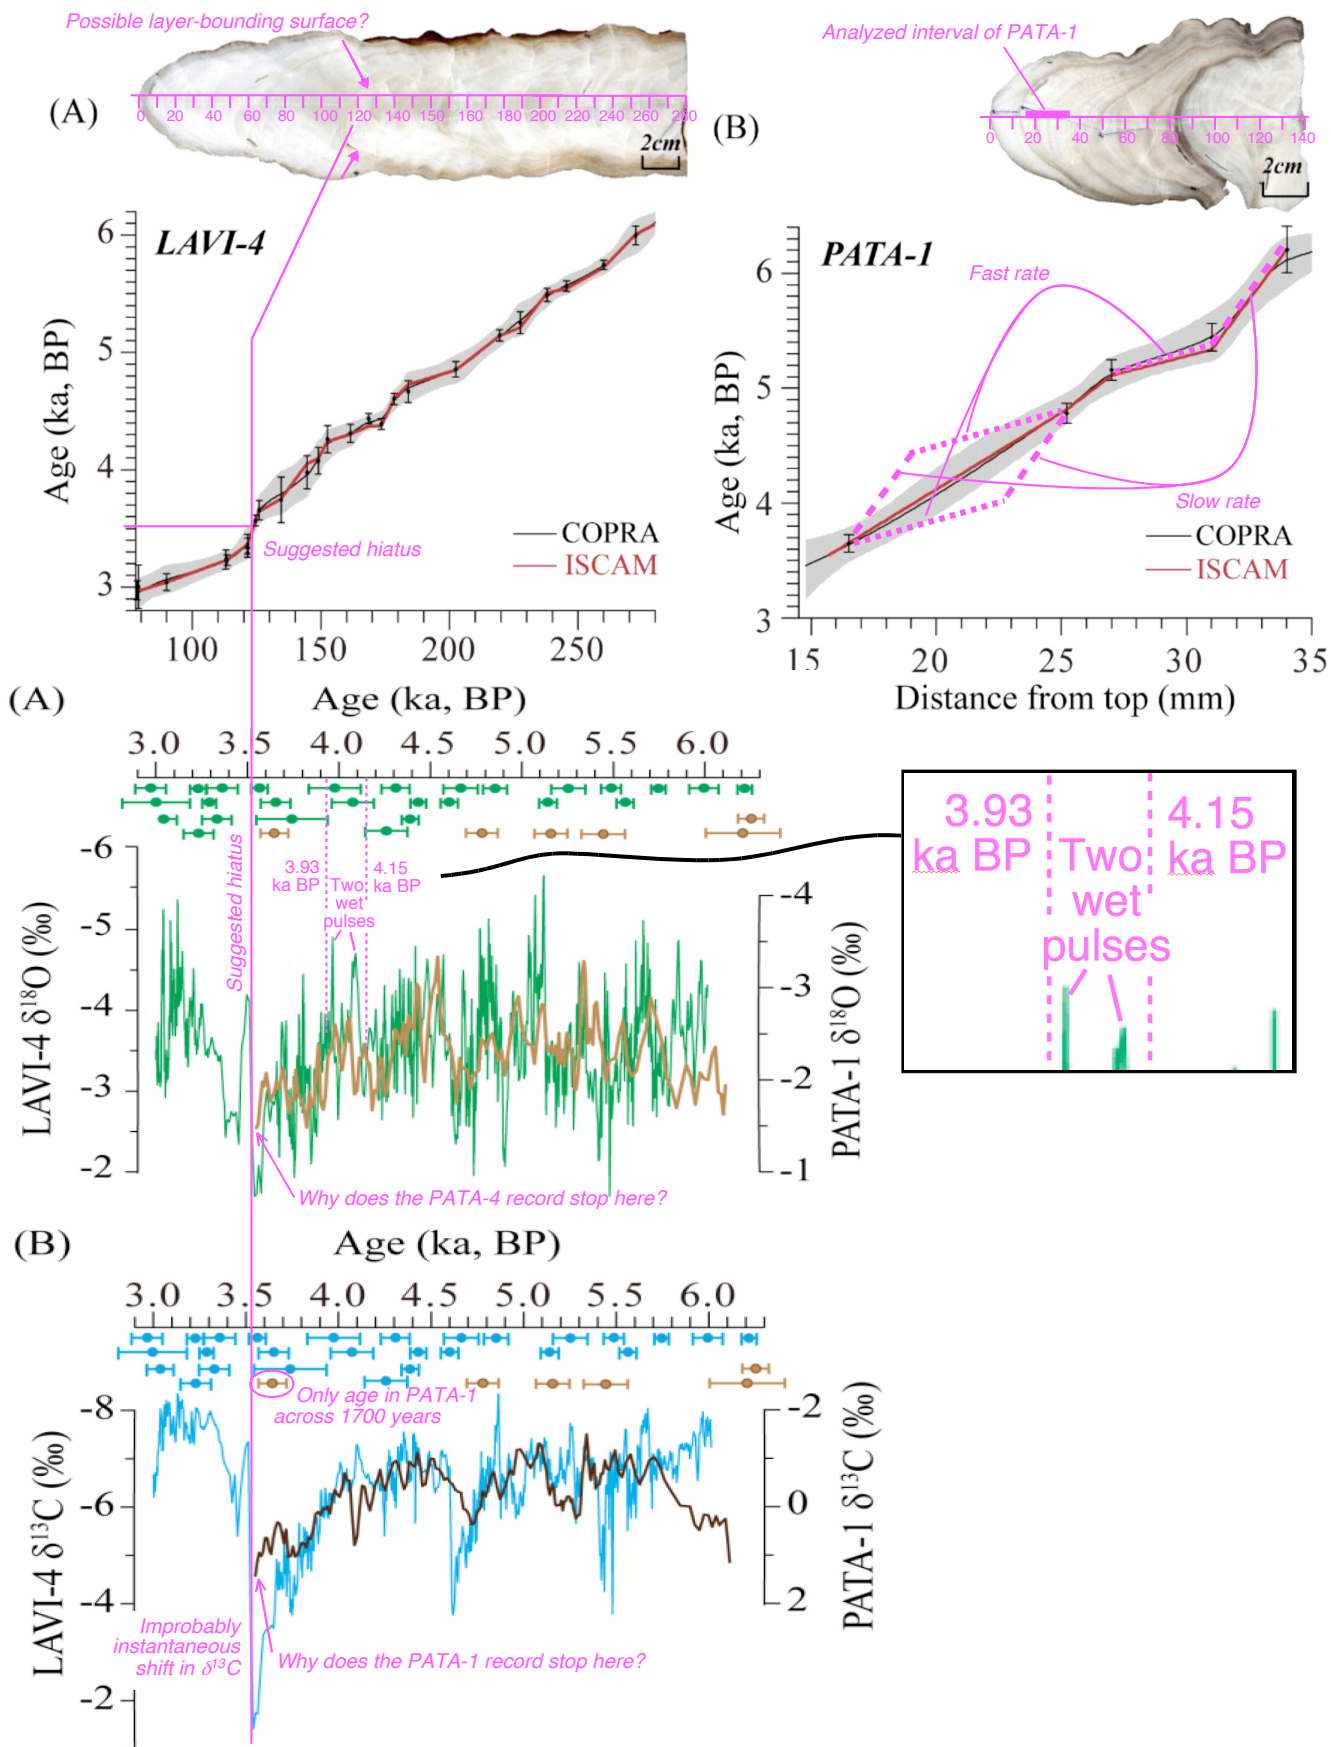 Possible layer-bounding surface?
(A)
0 20 40 60 80 100 120 140 150 160 180 200 220 240 260 280
2cm
Analyzed interval of PATA-1
(B)
0 20 40 60 80 100 120 140
2cm
LAVI-4
Age (ka, BP)
6
5
4
3
Suggested hiatus
COPRA
ISCAM
100 150 200 250
PATA-1
Age (ka, BP)
6
5
4
3
Fast rate
Slow rate
COPRA
ISCAM
15 20 25 30 35
Distance from top (mm)
(A)
Age (ka, BP)
3.0 3.5 4.0 4.5 5.0 5.5 6.0
LAVI-4 δ18O (‰)
-6
-5
-4
-3
-2
Suggested hiatus
3.93
ka BP
4.15
ka BP
Two
wet
pulses
PATA-1 δ18O (‰)
-4
-3
-2
-1
Why does the PATA-4 record stop here?
3.93
ka BP
4.15
ka BP
Two
wet
pulses
(B)
Age (ka, BP)
3.0 3.5 4.0 4.5 5.0 5.5 6.0
Only age in PATA-1
across 1700 years
LAVI-4 δ13C (‰)
-8
-6
-4
-2
PATA-1 δ13C (‰)
-2
0
2
Improbably
instantaneous
shift in δ13C
Why does the PATA-1 record stop here?